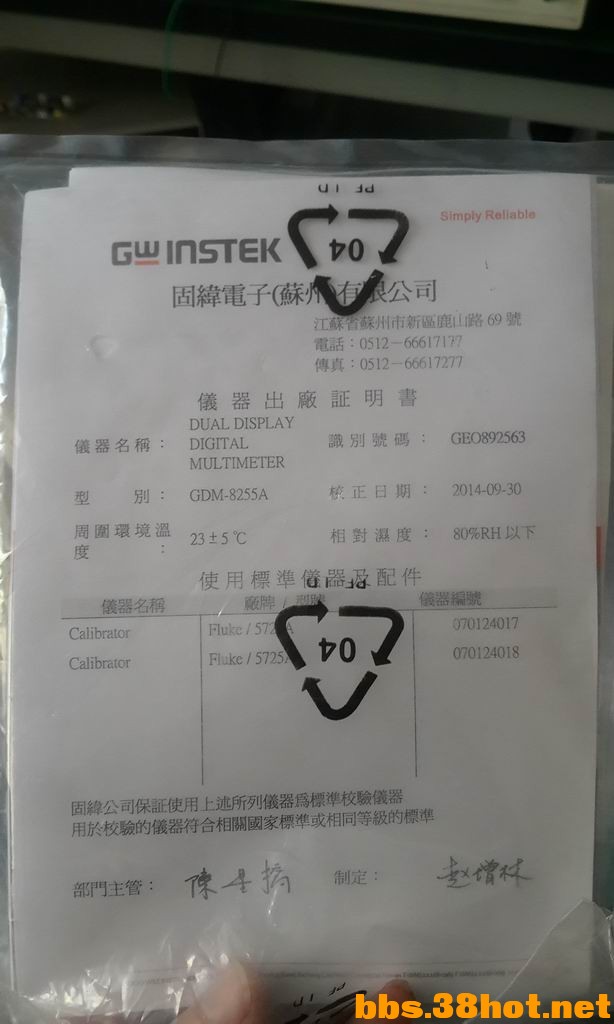 Simply Reliable
GW INSTEK
固緯電子(蘇州)有限公司
江蘇省蘇州市新區鹿山路 69 號
電話：0512－66617177
傳真：0512－66617277
儀器出廠証明書
儀器名稱： DUAL DISPLAY DIGITAL MULTIMETER 識別號碼： GEO892563
型別： GDM-8255A 校正日期： 2014-09-30
周圍環境溫度： 23±5℃ 相對濕度： 80%RH 以下
使用標準儀器及配件
儀器名稱 廠牌 / 型號 儀器編號
Calibrator Fluke / 070124017
Calibrator Fluke / 5725A 070124018
04
PE LD
04
固緯公司保証使用上述所列儀器爲標準校驗儀器
用於校驗的儀器符合相關國家標準或相同等級的標準
部門主管： 制定： 赵增林
bbs.38hot.net